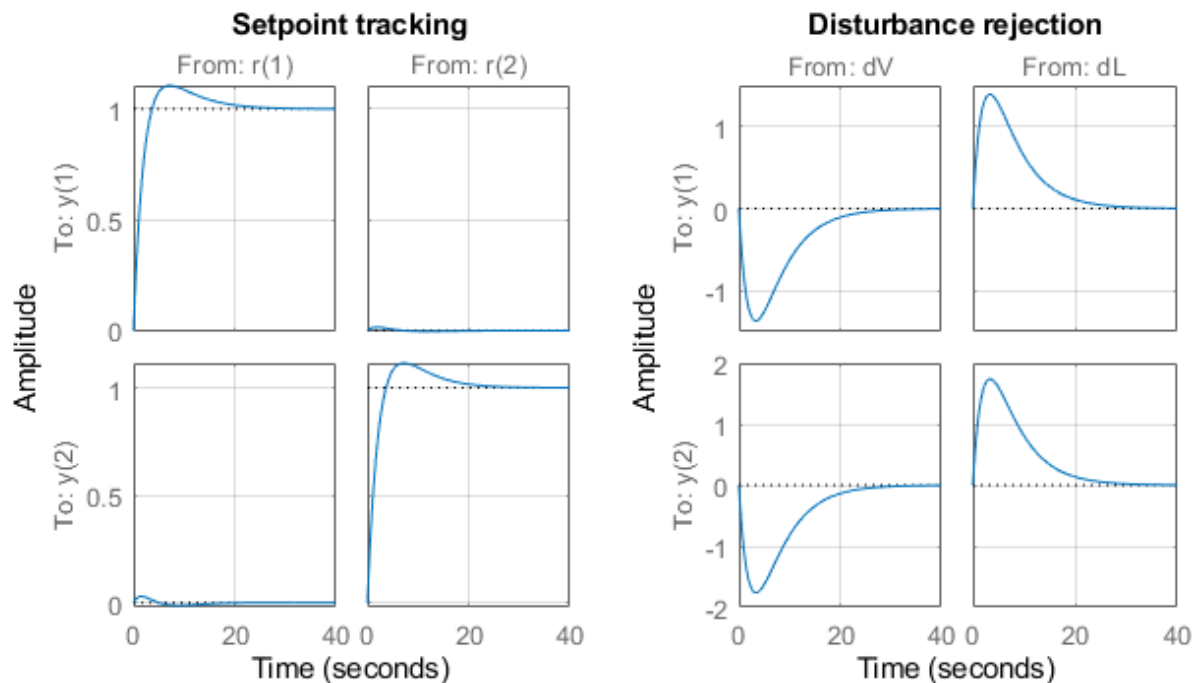 Setpoint tracking
From: r(1)
From: r(2)
To: y(1)
1
0.5
0
Amplitude
To: y(2)
1
0.5
0
0
20
40
0
20
40
Time (seconds)
Disturbance rejection
From: dV
From: dL
To: y(1)
1
0
-1
Amplitude
To: y(2)
2
1
0
-1
-2
0
20
40
0
20
40
Time (seconds)